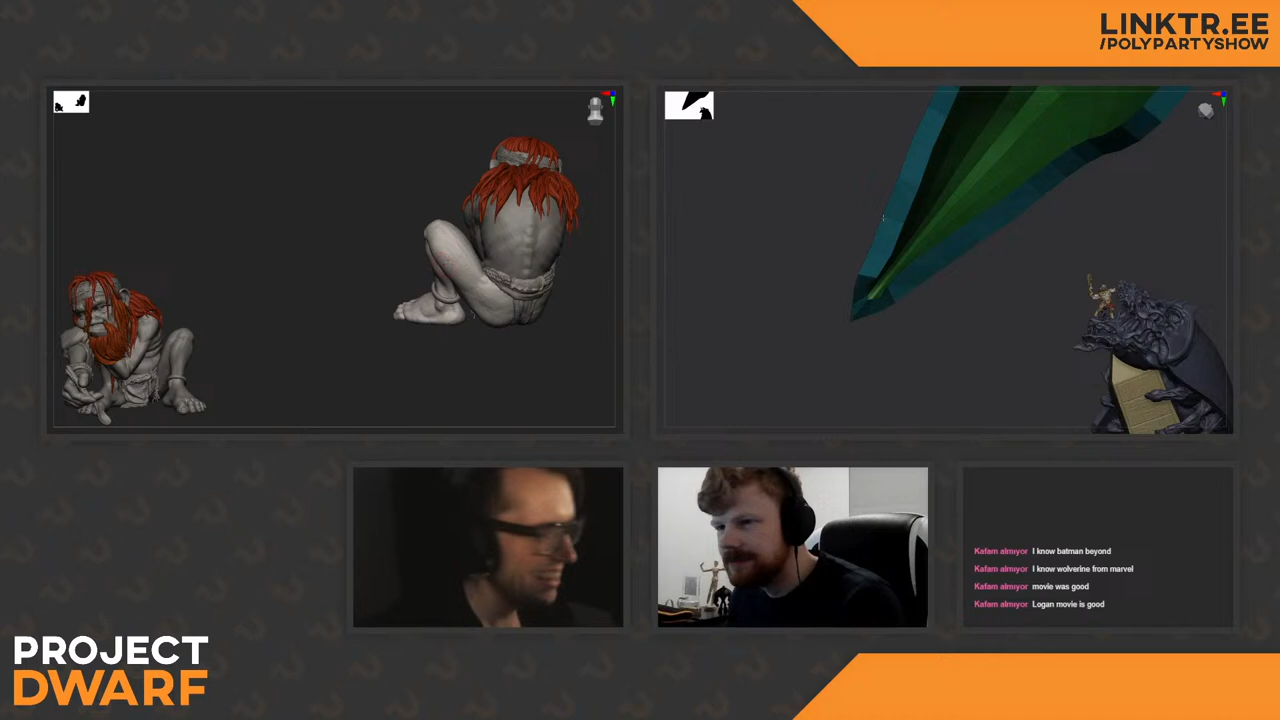 LINKTR.EE
/POLYPARTYSHOW
Kafam almıyor I know batman beyond
Kafam almıyor I know wolverine from marvel
Kafam almıyor movie was good
Kafam almıyor Logan movie is good
PROJECT
DWARF